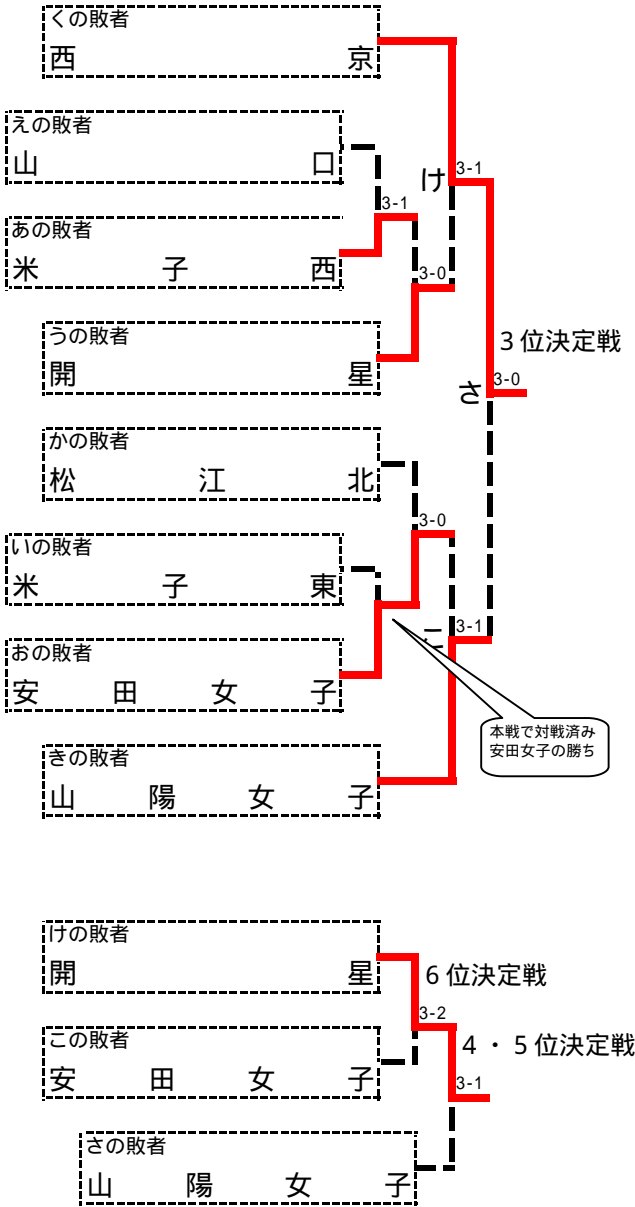 くの敗者
西京
えの敗者
山口
け
3-1
3-1
あの敗者
米子西
3-0
うの敗者
開星
3位決定戦
さ
3-0
かの敗者
松江北
3-0
いの敗者
米子東
こ
3-1
おの敗者
安田女子
本戦で対戦済み
安田女子の勝ち
きの敗者
山陽女子
けの敗者
開星
6位決定戦
3-2
この敗者
安田女子
4・5位決定戦
3-1
さの敗者
山陽女子